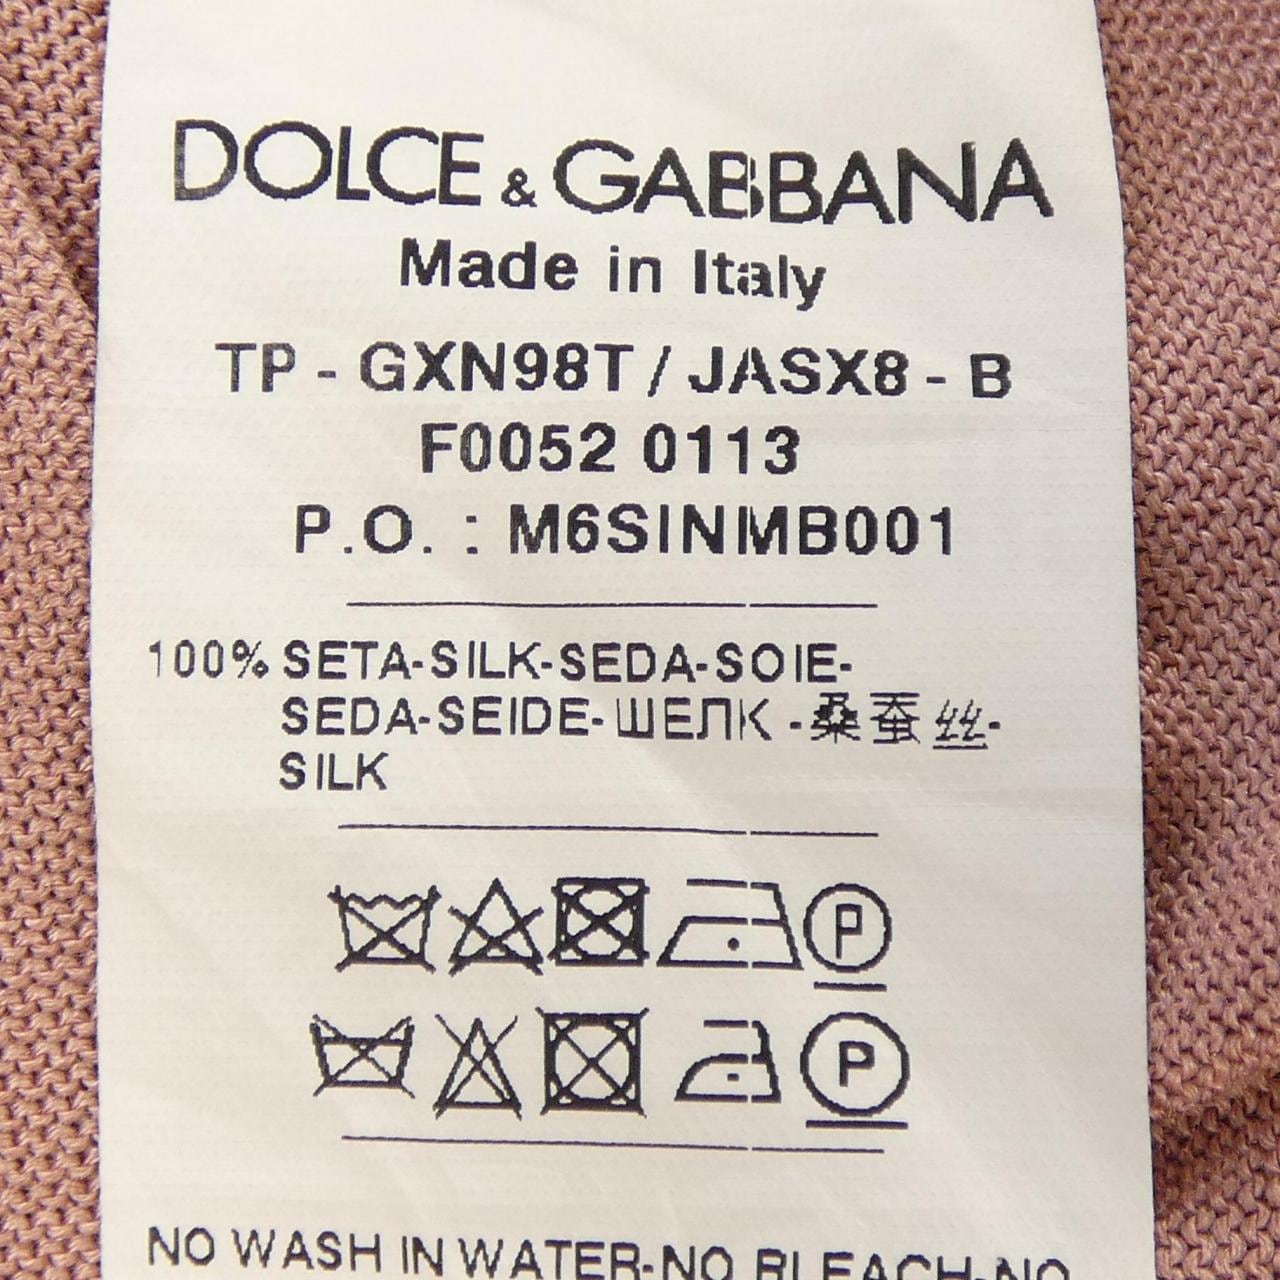 DOLCE & GABBANA
Made in Italy
TP - GXN98T / JASX8 - B
F0052 0113
P.O. : M6SINMB001
100% SETA-SILK-SEDA-SOIE-
SEDA-SEIDE-ШЕЛК -桑蚕丝-
SILK
P
P
NO WASH IN WATER-NO BLEACH-NO